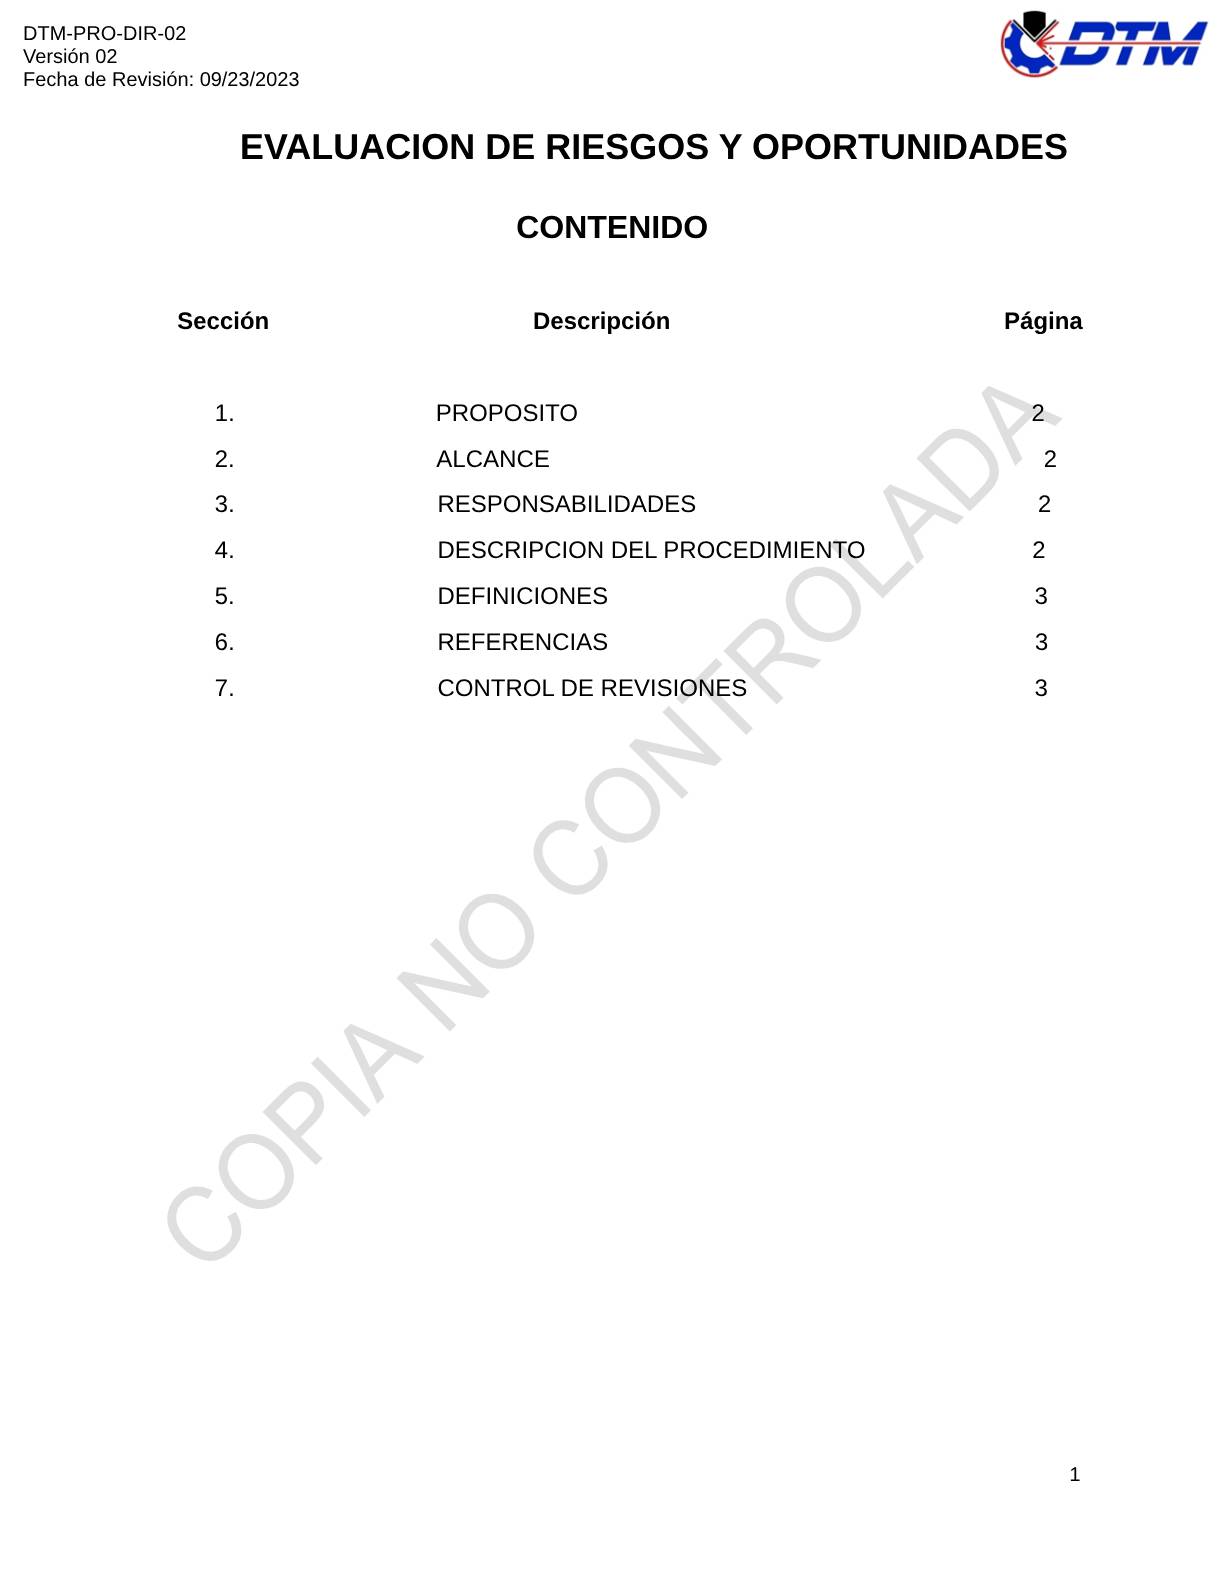 DTM-PRO-DIR-02
Versión 02
Fecha de Revisión: 09/23/2023
DTM
EVALUACION DE RIESGOS Y OPORTUNIDADES
CONTENIDO
Sección Descripción Página
1. PROPOSITO 2
2. ALCANCE 2
3. RESPONSABILIDADES 2
4. DESCRIPCION DEL PROCEDIMIENTO 2
5. DEFINICIONES 3
6. REFERENCIAS 3
7. CONTROL DE REVISIONES 3
COPIA NO CONTROLADA
1